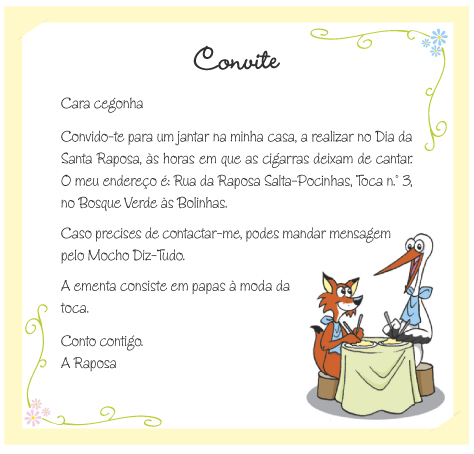 Convite
Cara cegonha
Convido-te para um jantar na minha casa, a realizar no Dia da
Santa Raposa, às horas em que as cigarras deixam de cantar.
O meu endereço é: Rua da Raposa Salta-Pocinhas, Toca n.º 3,
no Bosque Verde às Bolinhas.
Caso precises de contactar-me, podes mandar mensagem
pelo Mocho Diz-Tudo.
A ementa consiste em papas à moda da
toca.
Conto contigo.
A Raposa